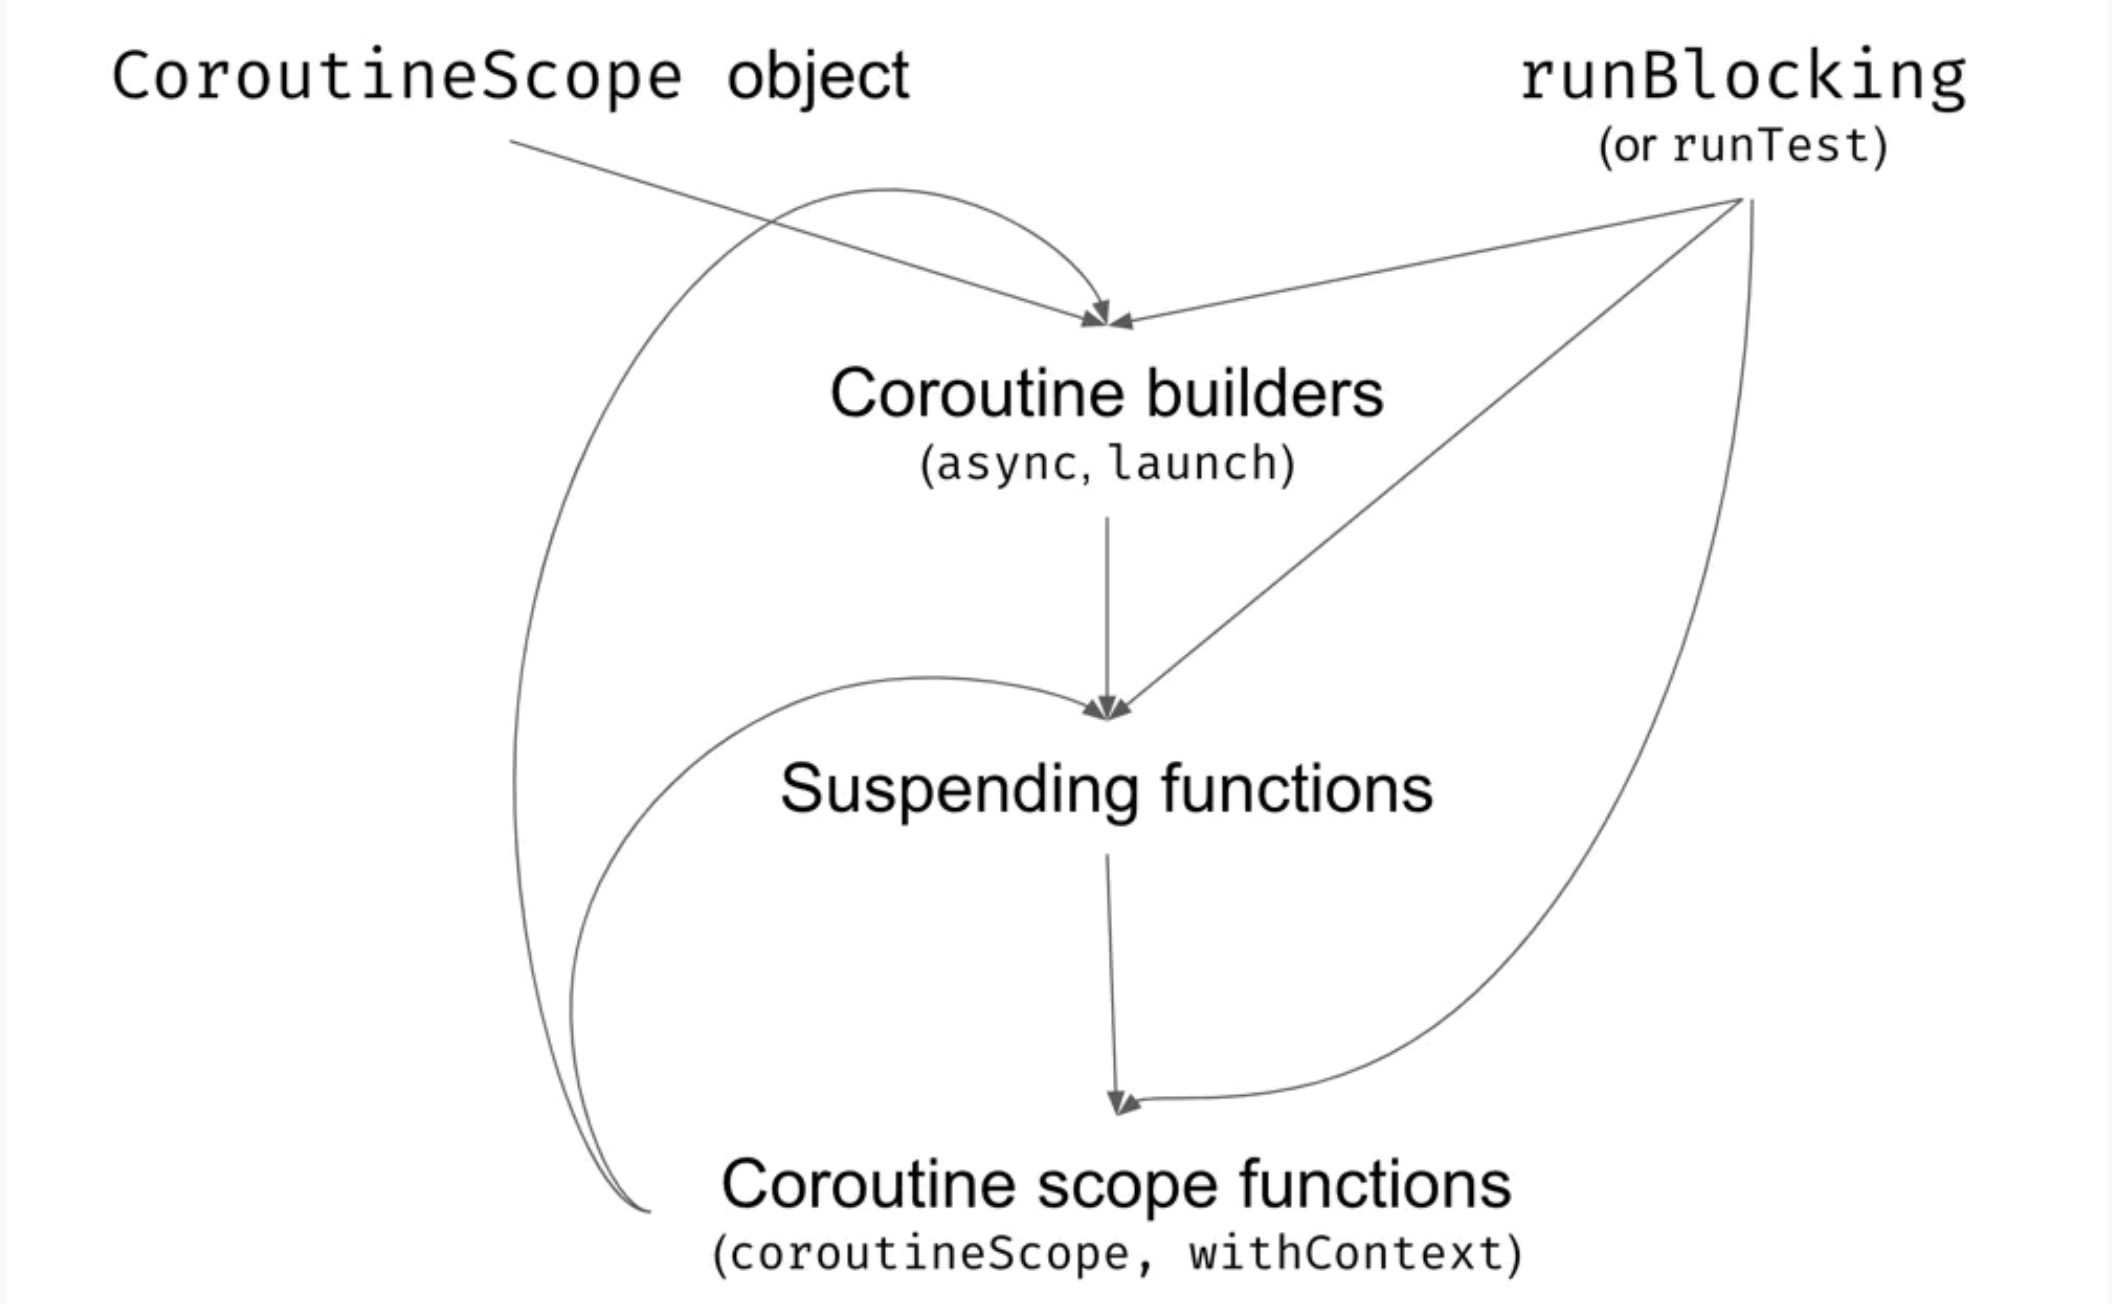 CoroutineScope object
runBlocking
(or runTest)
Coroutine builders
(async, launch)
Suspending functions
Coroutine scope functions
(coroutineScope, withContext)